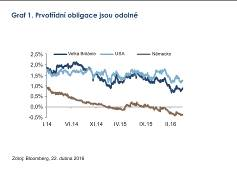 Graf 1. Prvotřídní obligace jsou odolné
Velká Británie USA Německo
2.5%
2.0%
1.5%
1.0%
0.5%
0.0%
-0.5%
I.14 VI.14 XI.14 IV.15 IX.15 II.16
Zdroj: Bloomberg, 22. dubna 2016